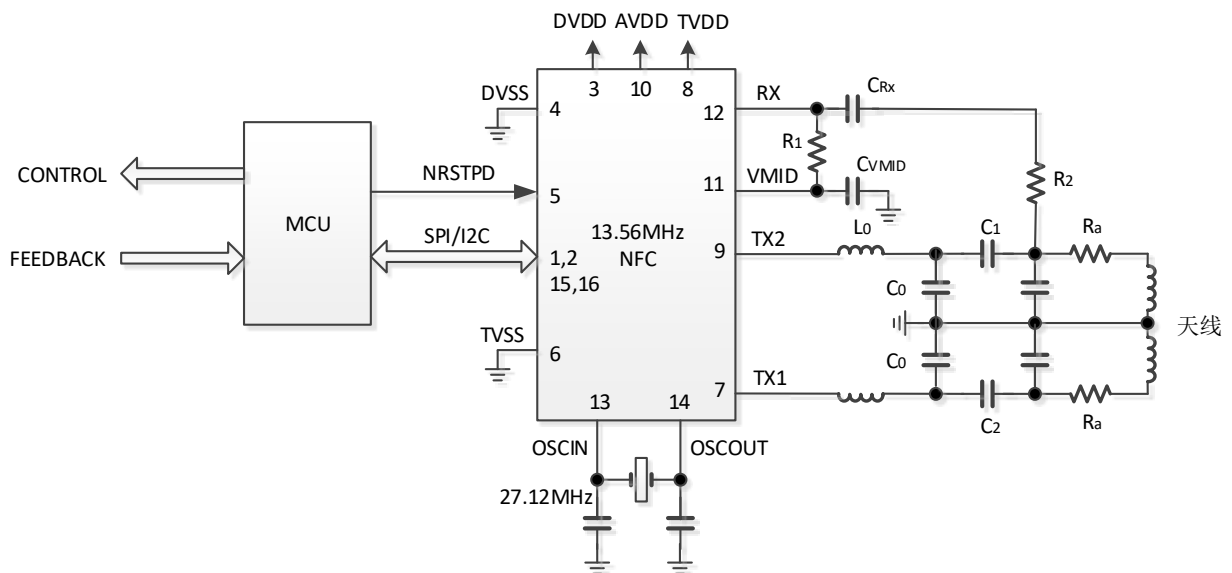 DVDD AVDD TVDD
3 10 8
DVSS
4
RX
12
CRx
R1
R2
VMID
11
CVMID
CONTROL
MCU
NRSTPD
5
FEEDBACK
SPI/I2C
1,2
15,16
13.56MHz
NFC
TX2
9
L0
C1
Ra
C0
天线
C0
TVSS
6
TX1
7
C2
Ra
13 14
OSCIN
OSCOUT
27.12MHz